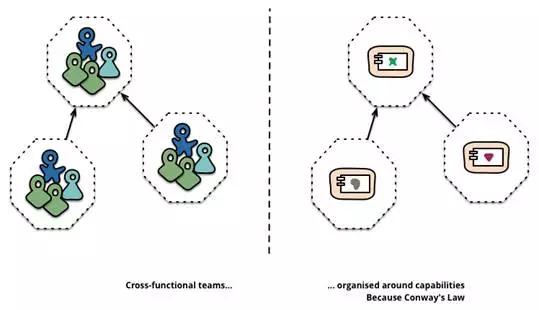 Cross-functional teams...
... organised around capabilities
Because Conway's Law